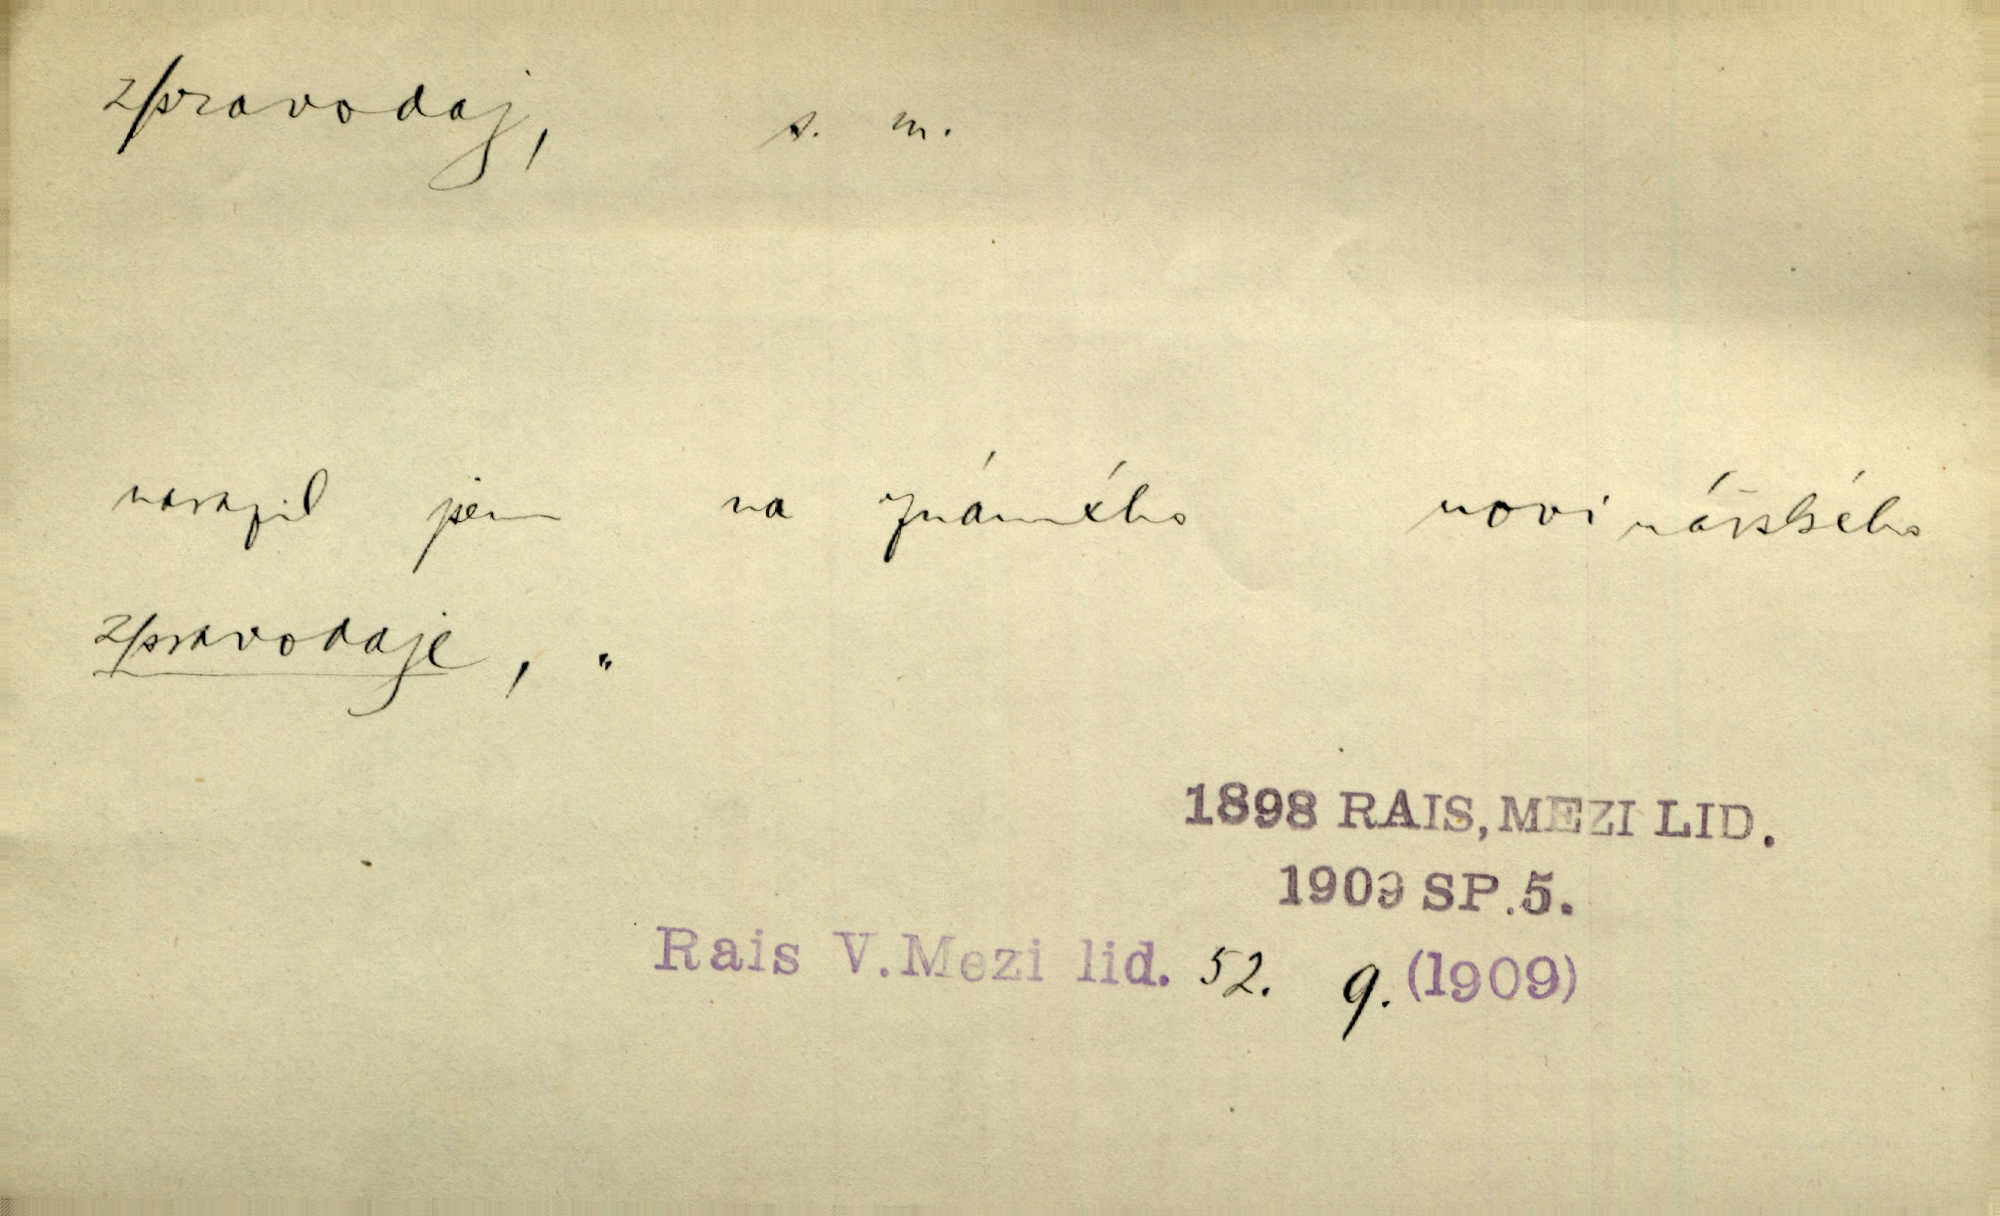 zpravodaj, s. m.
narazil jsem na známého novinářského
zpravodaje, "
1898 RAIS, MEZI LID.
1909 SP. 5.
Rais V. Mezi lid. 52. 9. (1909)